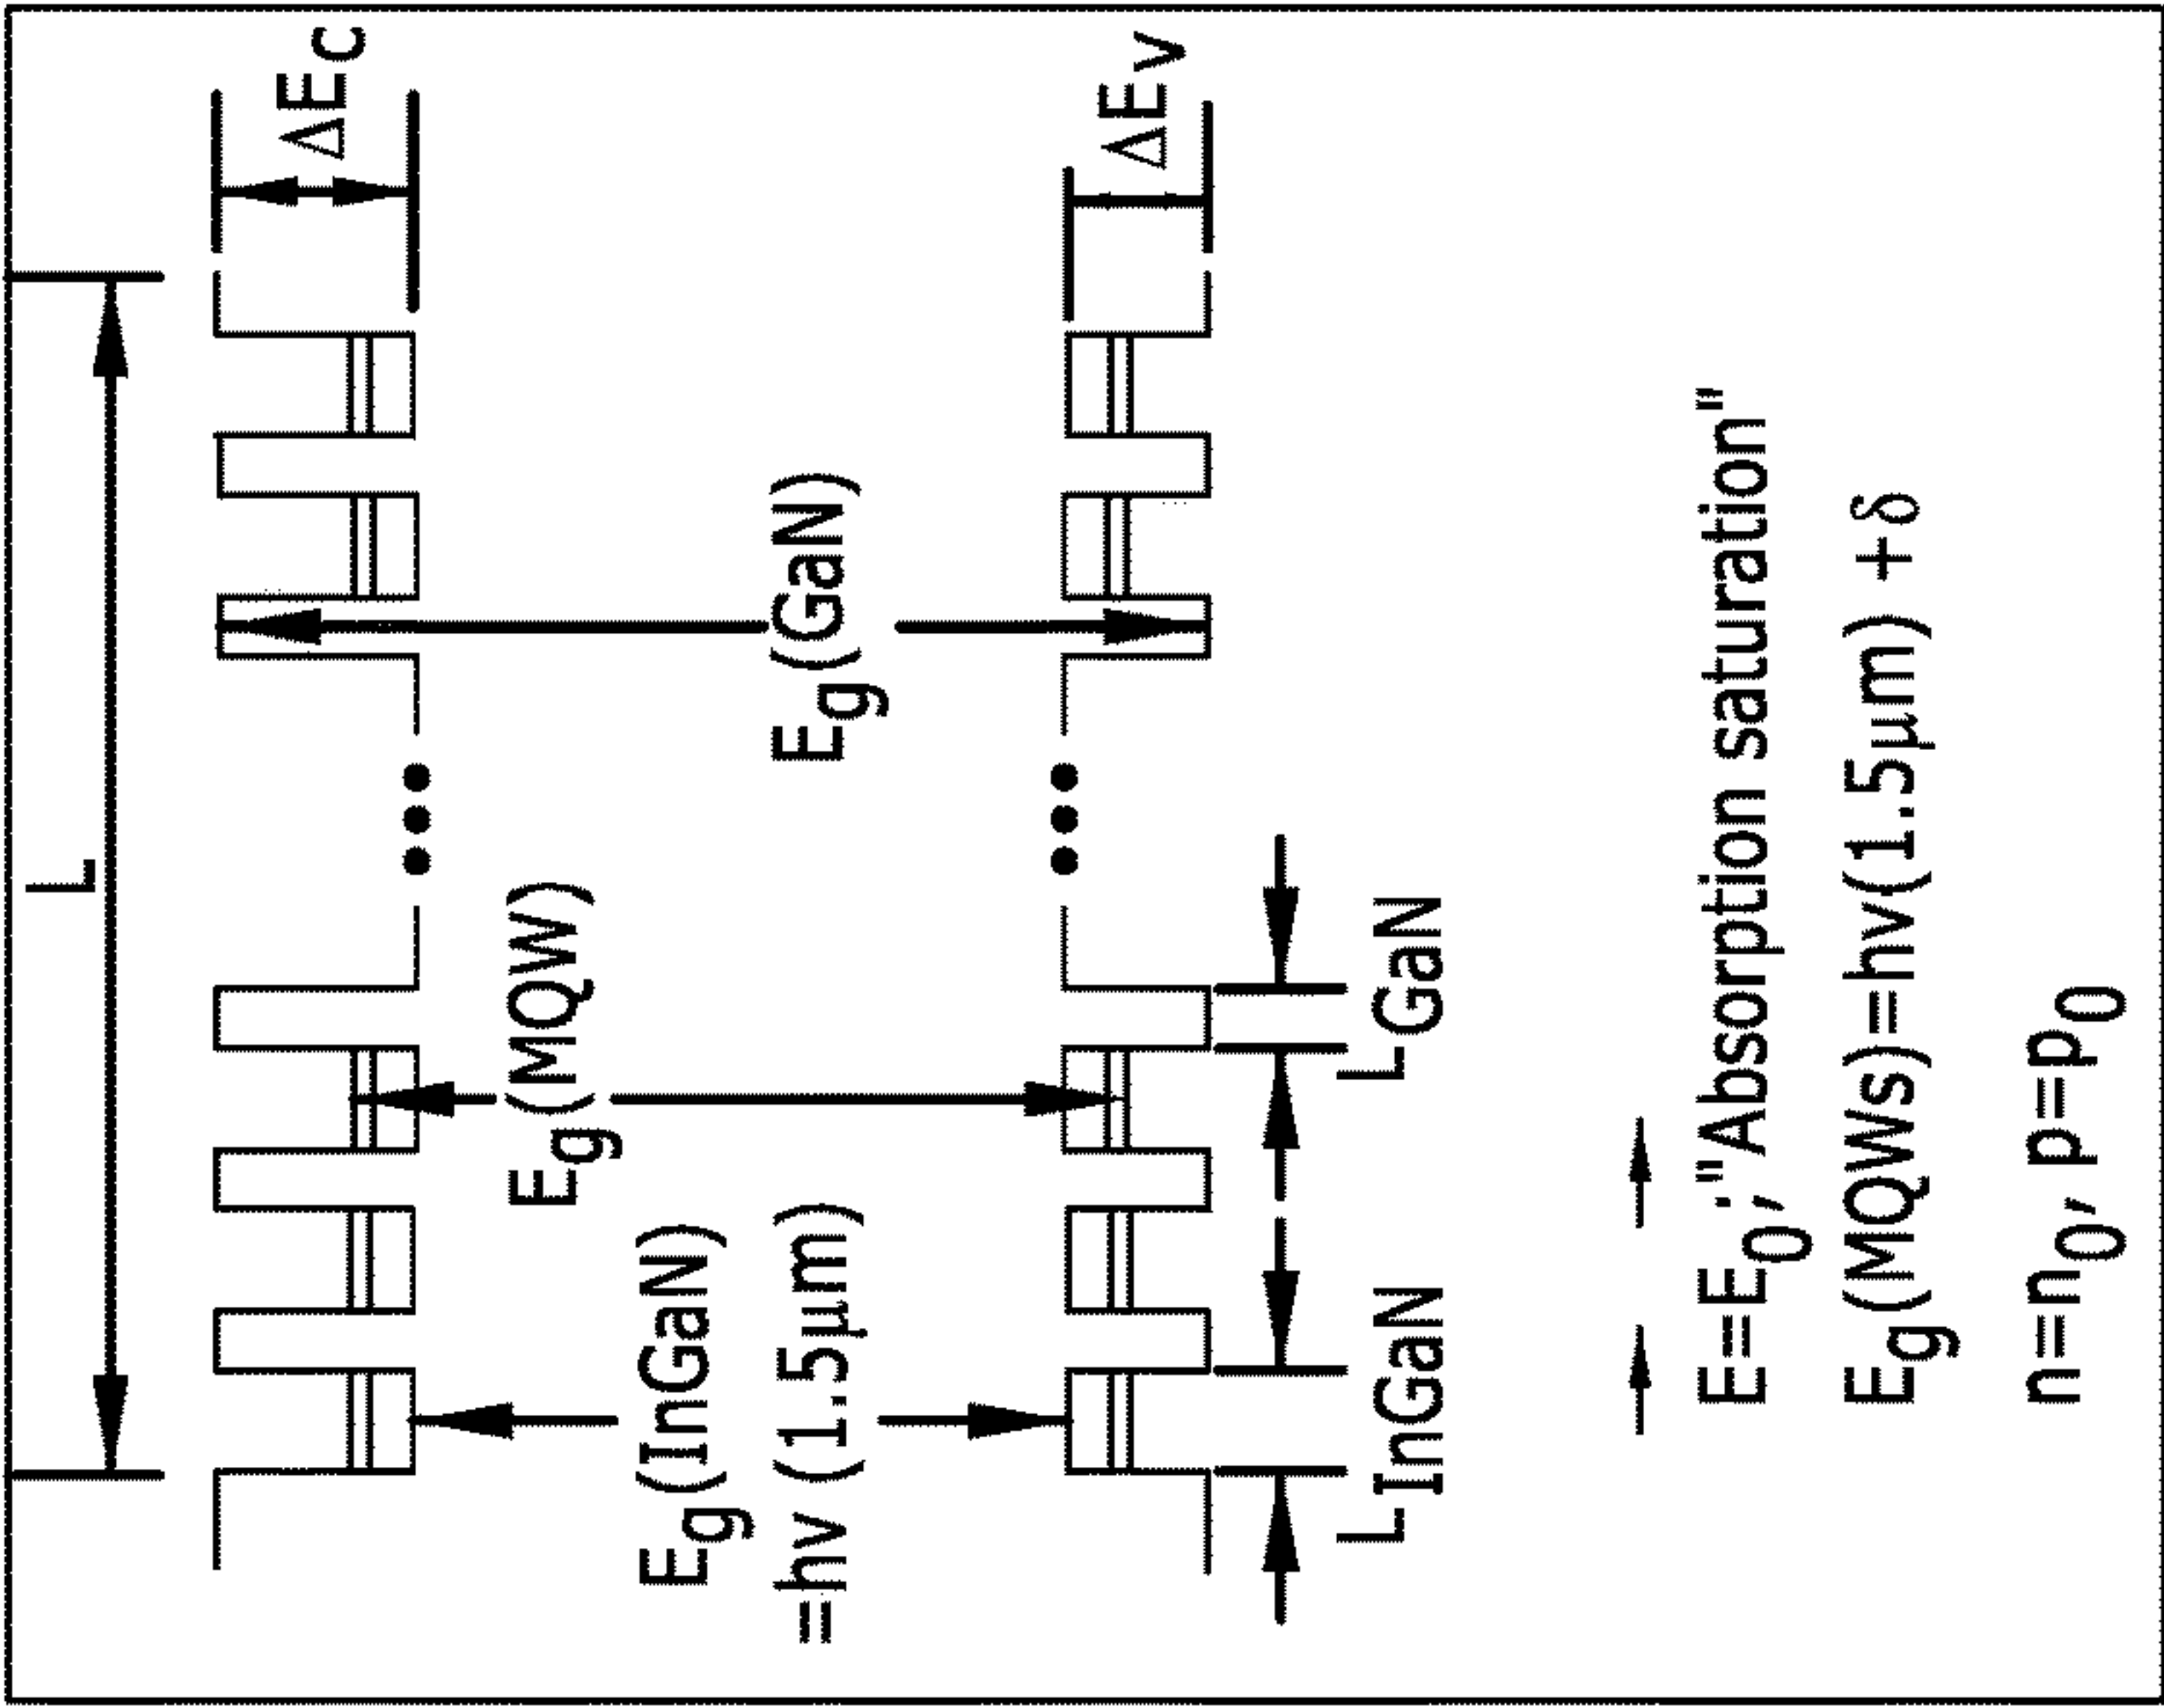 L
ΔEc
Eg(MQW)
Eg(InGaN)
=hν (1.5μm)
Eg(GaN)
ΔEv
LInGaN
LGaN
E=E0,·"Absorption saturation"
Eg(MQWs)=hν(1.5μm) +δ
n=n0, p=p0